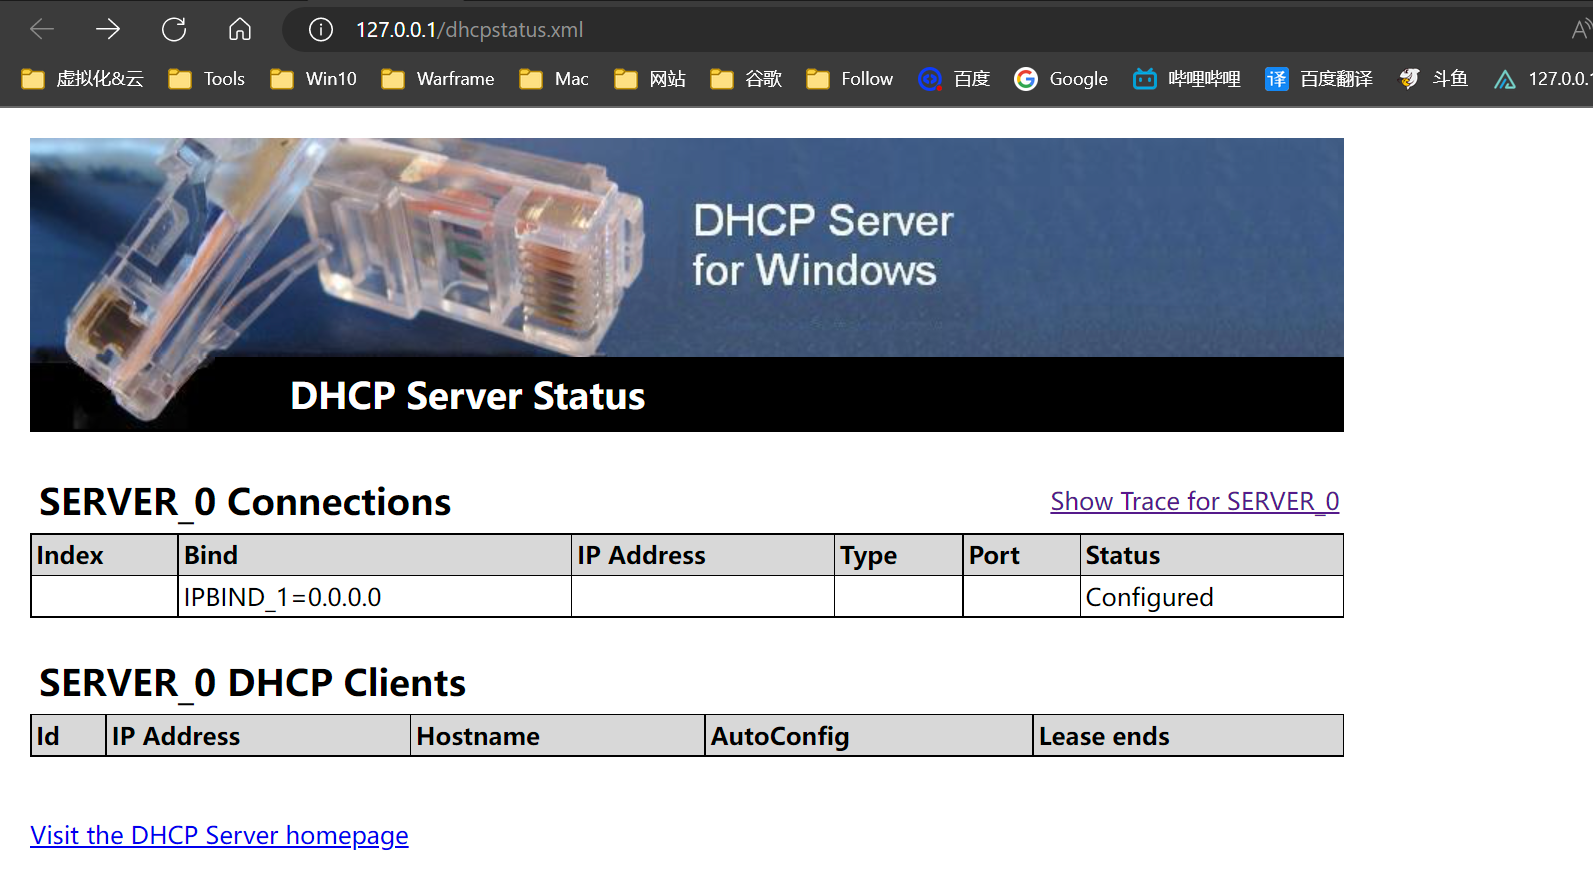 127.0.0.1/dhcpstatus.xml
虚拟化&云 Tools Win10 Warframe Mac 网站 谷歌 Follow 百度 Google 哔哩哔哩 译 百度翻译 斗鱼 127.0.0.1
DHCP Server
for Windows
DHCP Server Status
SERVER_0 Connections Show Trace for SERVER_0
Index Bind IP Address Type Port Status
IPBIND_1=0.0.0.0 Configured
SERVER_0 DHCP Clients
Id IP Address Hostname AutoConfig Lease ends
Visit the DHCP Server homepage